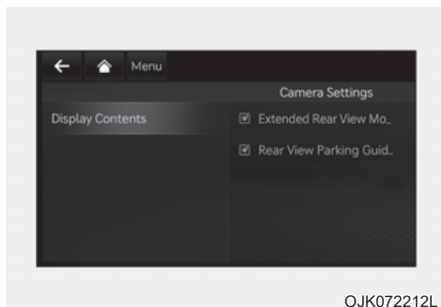 Menu
Camera Settings
Display Contents
Extended Rear View Mo..
Rear View Parking Guid..
OJK072212L